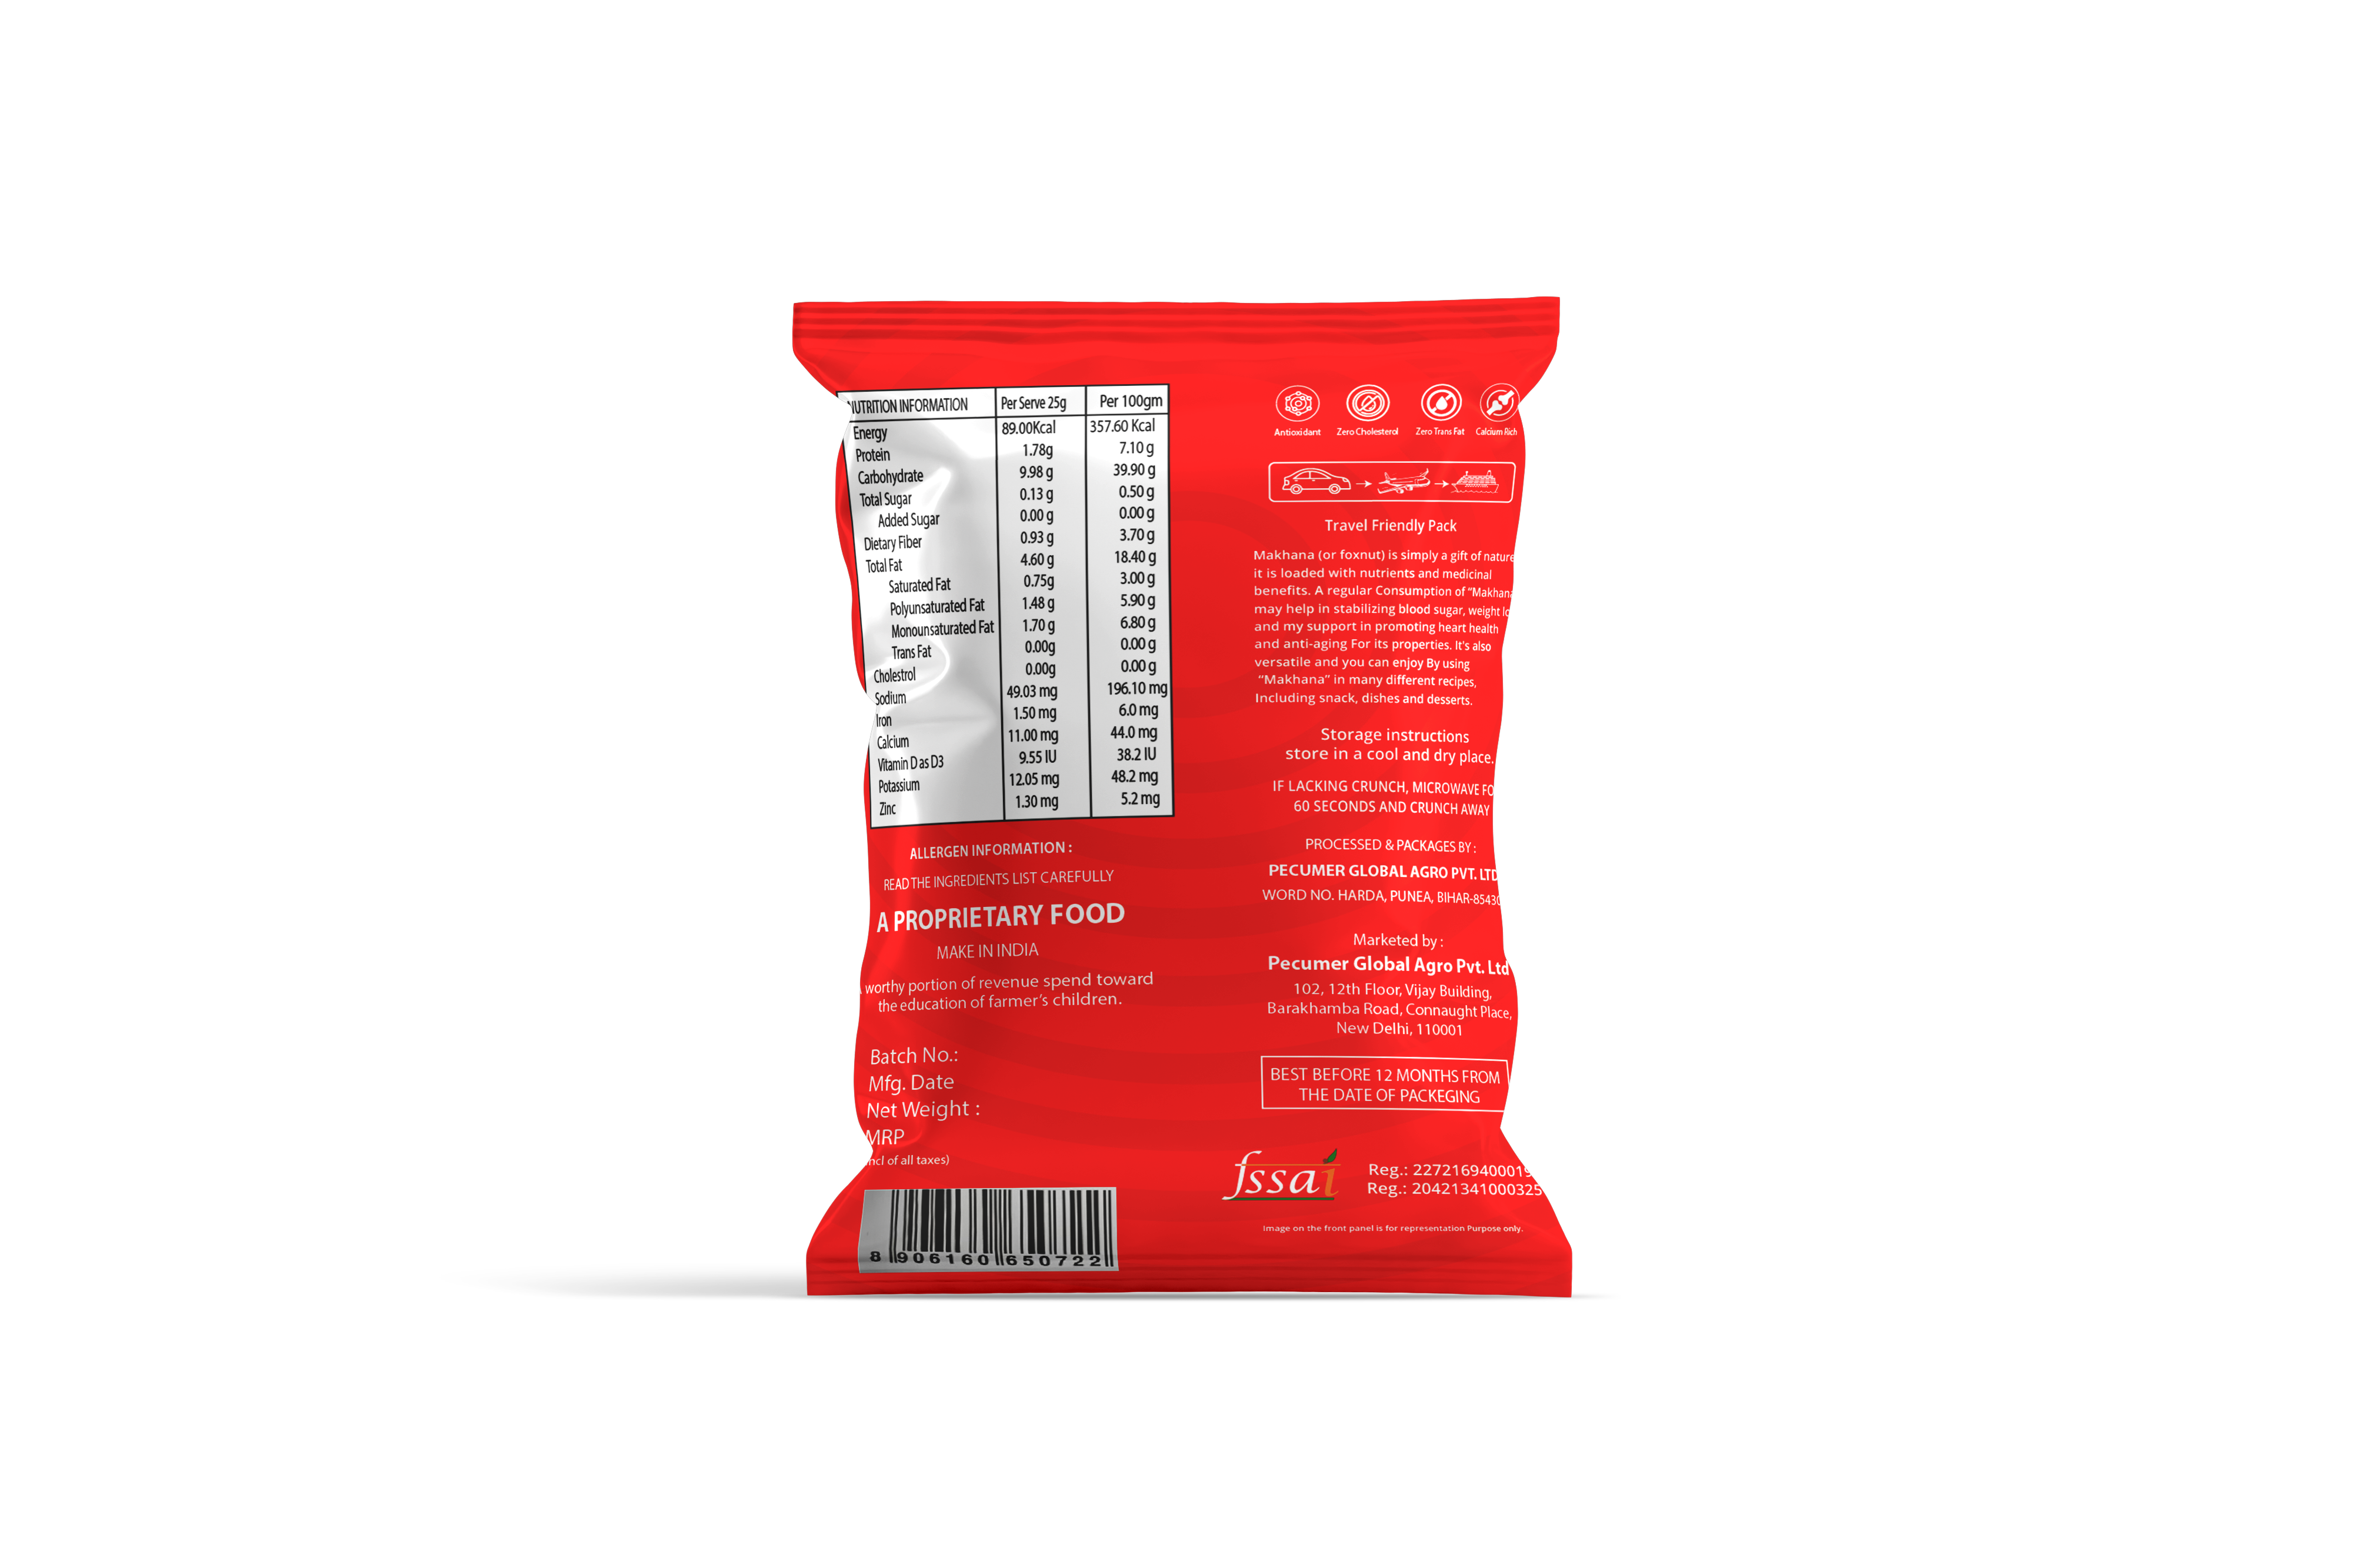 NUTRITION INFORMATION Per Serve 25g Per 100gm
Energy 89.00Kcal 357.60 Kcal
Protein 1.78g 7.10 g
Carbohydrate 9.98 g 39.90 g
Total Sugar 0.13 g 0.50 g
Added Sugar 0.00 g 0.00 g
Dietary Fiber 0.93 g 3.70 g
Total Fat 4.60 g 18.40 g
Saturated Fat 0.75g 3.00 g
Polyunsaturated Fat 1.48 g 5.90 g
Monounsaturated Fat 1.70 g 6.80 g
Trans Fat 0.00g 0.00 g
Cholestrol 0.00g 0.00 g
Sodium 49.03 mg 196.10 mg
Iron 1.50 mg 6.0 mg
Calcium 11.00 mg 44.0 mg
Vitamin D as D3 9.55 IU 38.2 IU
Potassium 12.05 mg 48.2 mg
Zinc 1.30 mg 5.2 mg
ALLERGEN INFORMATION :
READ THE INGREDIENTS LIST CAREFULLY
A PROPRIETARY FOOD
MAKE IN INDIA
worthy portion of revenue spend toward
the education of farmer's children.
Batch No.:
Mfg. Date
Net Weight :
MRP
incl of all taxes)
8 906160 650722
Antioxidant Zero Cholesterol Zero Trans Fat Calcium Rich
Travel Friendly Pack
Makhana (or foxnut) is simply a gift of nature
it is loaded with nutrients and medicinal
benefits. A regular Consumption of "Makhana
may help in stabilizing blood sugar, weight
and my support in promoting heart health
and anti-aging For its properties. It's also
versatile and you can enjoy By using
"Makhana" in many different recipes,
Including snack, dishes and desserts.
Storage instructions
store in a cool and dry place.
IF LACKING CRUNCH, MICROWAVE
60 SECONDS AND CRUNCH AWAY
PROCESSED & PACKAGES BY :
PECUMER GLOBAL AGRO PVT. LTD
WORD NO. HARDA, PUNEA, BIHAR-85430
Marketed by :
Pecumer Global Agro Pvt. Ltd
102, 12th Floor, Vijay Building,
Barakhamba Road, Connaught Place,
New Delhi, 110001
BEST BEFORE 12 MONTHS FROM
THE DATE OF PACKEGING
fssai
Reg.: 2272169400019
Reg.: 20421341000325
Image on the front panel is for representation Purpose only.